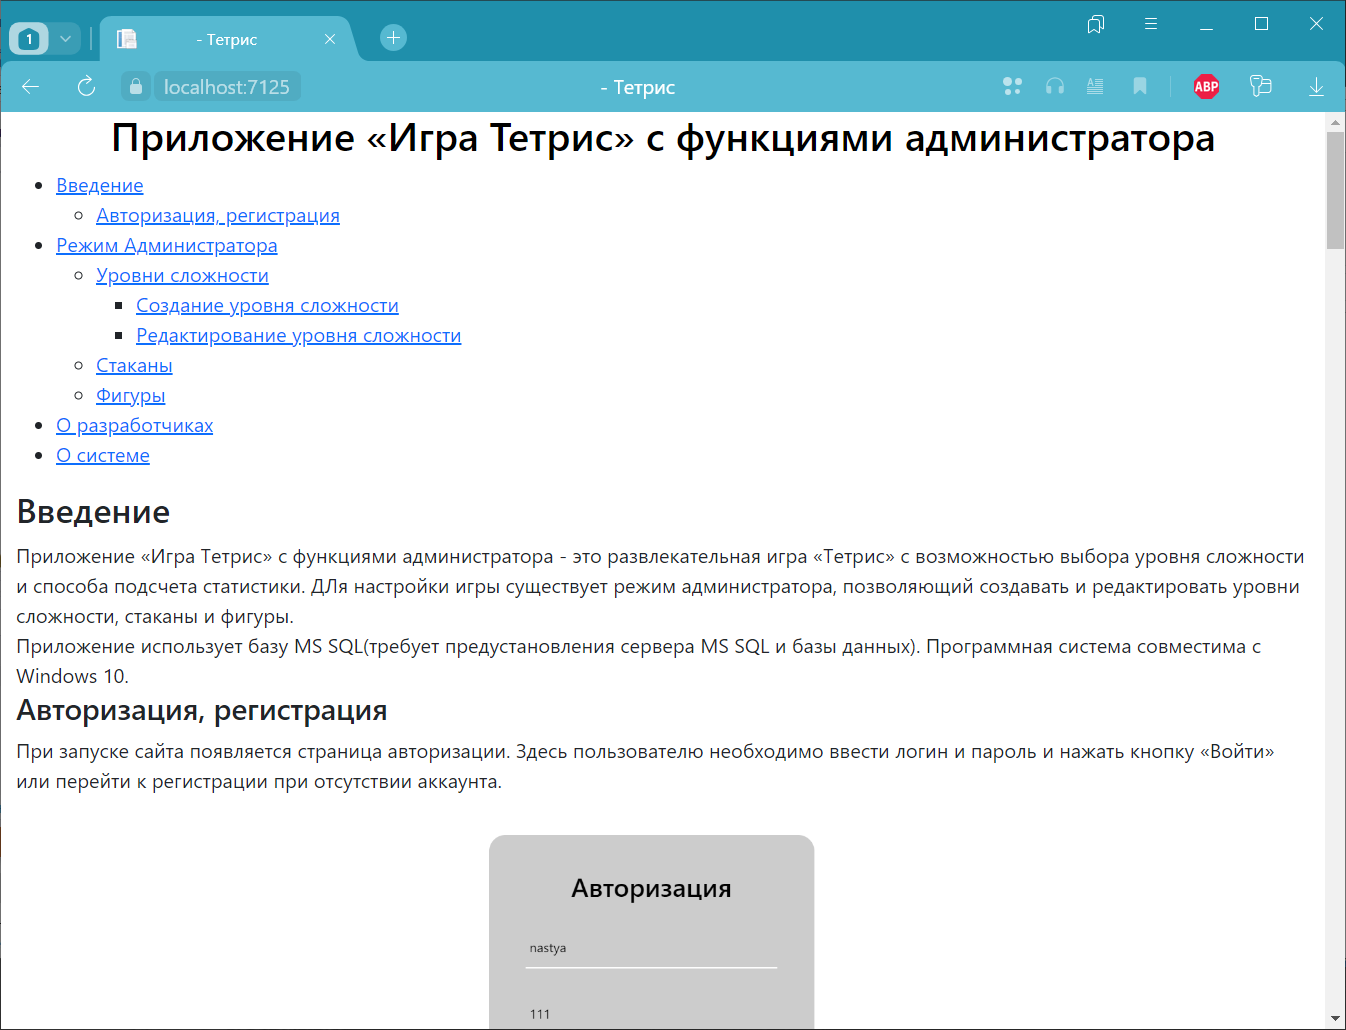 1
- Тетрис
localhost:7125
- Тетрис
ABP
Приложение «Игра Тетрис» с функциями администратора
Введение
Авторизация, регистрация
Режим Администратора
Уровни сложности
Создание уровня сложности
Редактирование уровня сложности
Стаканы
Фигуры
О разработчиках
О системе
Введение
Приложение «Игра Тетрис» с функциями администратора - это развлекательная игра «Тетрис» с возможностью выбора уровня сложности
и способа подсчета статистики. ДЛя настройки игры существует режим администратора, позволяющий создавать и редактировать уровни
сложности, стаканы и фигуры.
Приложение использует базу MS SQL(требует предустановления сервера MS SQL и базы данных). Программная система совместима с
Windows 10.
Авторизация, регистрация
При запуске сайта появляется страница авторизации. Здесь пользователю необходимо ввести логин и пароль и нажать кнопку «Войти»
или перейти к регистрации при отсутствии аккаунта.
Авторизация
nastya
111